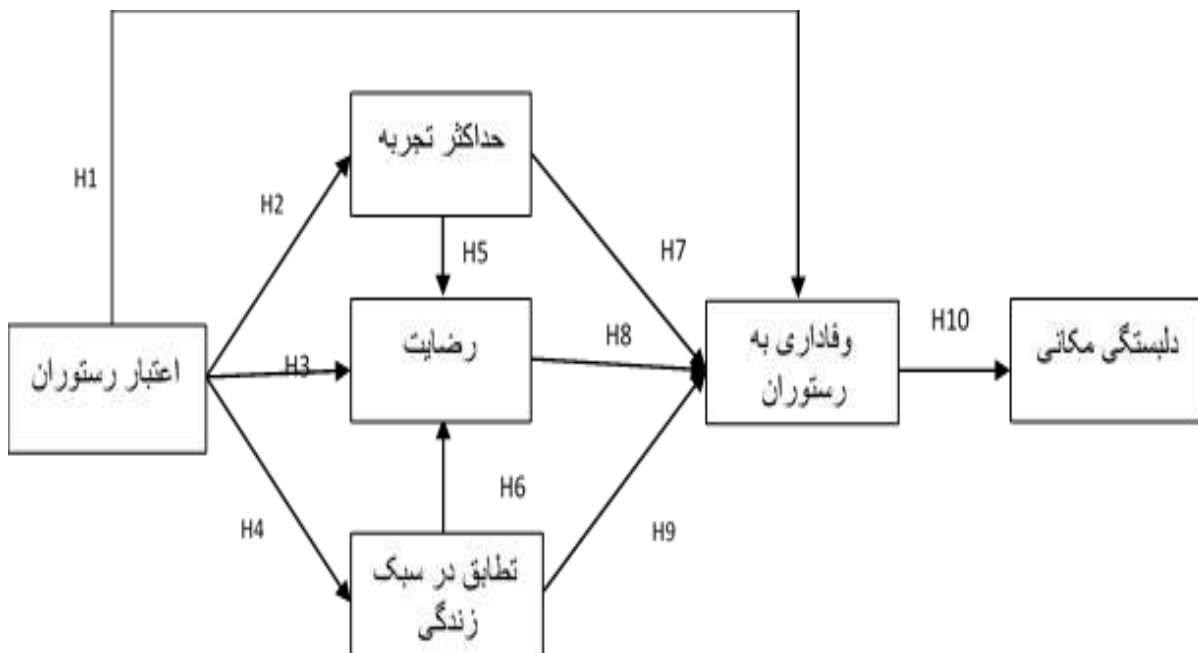 H1
حداکثر تجربه
H2
H5
H7
اعتبار رستوران
H3
رضایت
H8
وفاداری به
رستوران
H10
دلبستگی مکانی
H4
H6
H9
تطابق در سبک
زندگی